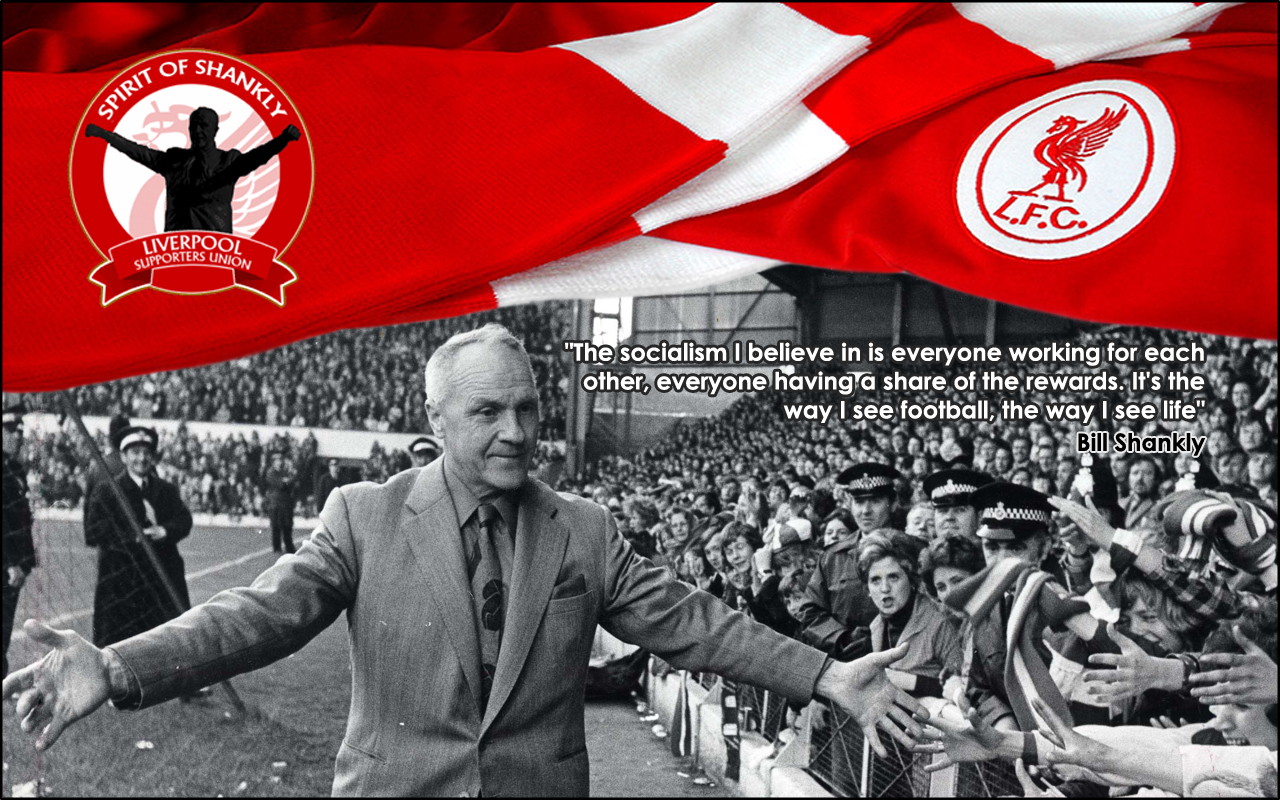 SPIRIT OF SHANKLY
LIVERPOOL
SUPPORTERS UNION
L.F.C.
"The socialism I believe in is everyone working for each
other, everyone having a share of the rewards. It's the
way I see football, the way I see life"
Bill Shankly